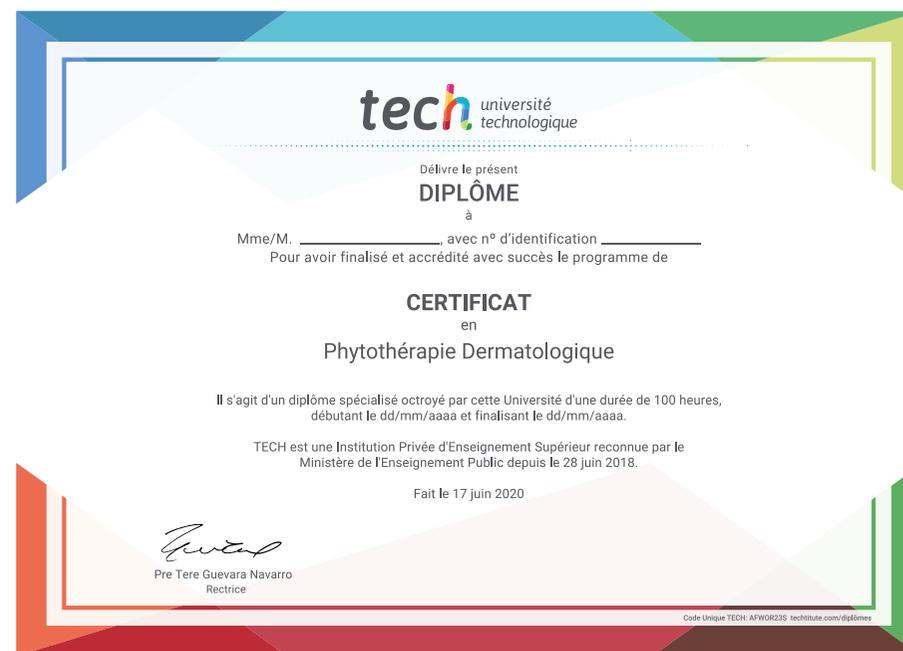 tech université
technologique
Délivre le présent
DIPLÔME
à
Mme/M. ____________________, avec nº d'identification ______________
Pour avoir finalisé et accrédité avec succès le programme de
CERTIFICAT
en
Phytothérapie Dermatologique
Il s'agit d'un diplôme spécialisé octroyé par cette Université d'une durée de 100 heures,
débutant le dd/mm/aaaa et finalisant le dd/mm/aaaa.
TECH est une Institution Privée d'Enseignement Supérieur reconnue par le
Ministère de l'Enseignement Public depuis le 28 juin 2018.
Fait le 17 juin 2020
Pre Tere Guevara Navarro
Rectrice
Code Unique TECH: AFWOR23S techtitute.com/diplômes